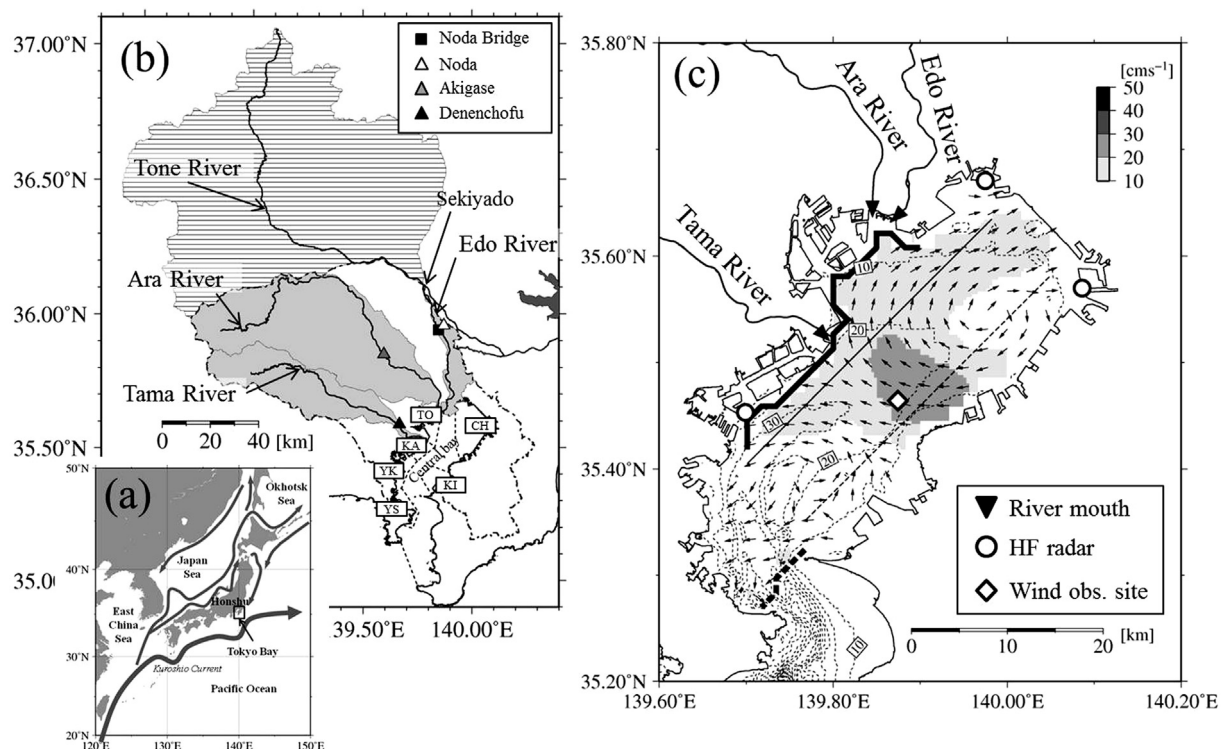 (b)
37.00°N
36.50°N
36.00°N
35.50°N
35.0(
39.50°E
140.00°E
Noda Bridge
Noda
Akigase
Denenchofu
Tone River
Sekiyado
Edo River
Ara River
Tama River
0 20 40 [km]
TO
CH
KA
Central bay
YK
KI
YS
(a)
50°N
40°N
30°N
20°N
120°E
130°E
140°E
150°E
Okhotsk
Sea
Japan
Sea
East
China
Sea
Honshu
Tokyo Bay
Kuroshio Current
Pacific Ocean
(c)
35.80°N
35.60°N
35.40°N
35.20°N
139.60°E
139.80°E
140.00°E
140.20°E
Ara River
Edo River
Tama River
[cms⁻¹]
50
40
30
20
10
10
20
30
20
10
River mouth
HF radar
Wind obs. site
0 10 20
[km]